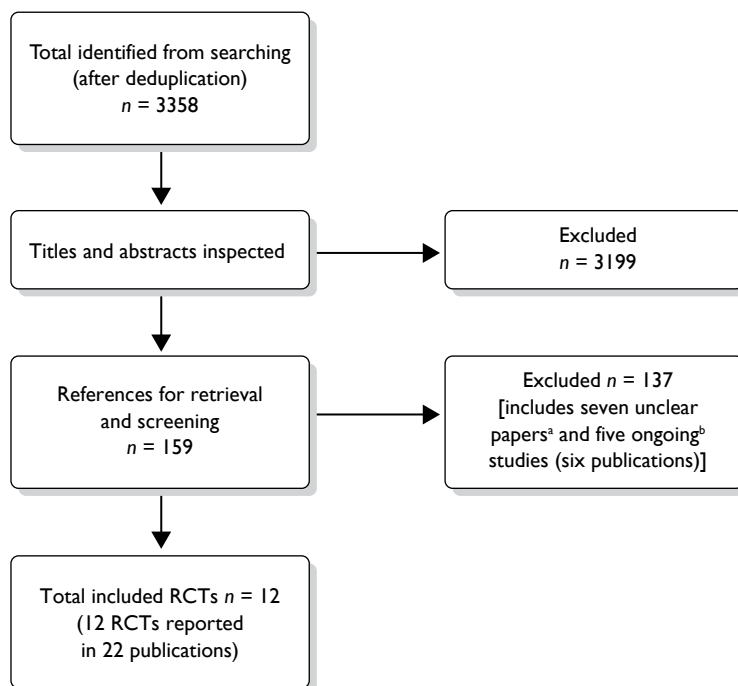 Total identified from searching
(after deduplication)
n = 3358
Titles and abstracts inspected
Excluded
n = 3199
References for retrieval
and screening
n = 159
Excluded n = 137
[includes seven unclear
papersᵃ and five ongoingᵇ
studies (six publications)]
Total included RCTs n = 12
(12 RCTs reported
in 22 publications)